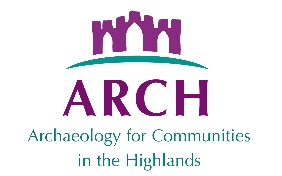 ARCH
Archaeology for Communities
in the Highlands